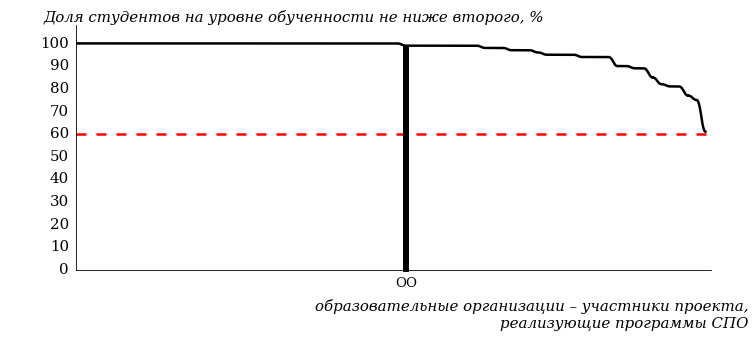 Доля студентов на уровне обученности не ниже второго, %
100
90
80
70
60
50
40
30
20
10
0
ОО
образовательные организации – участники проекта,
реализующие программы СПО